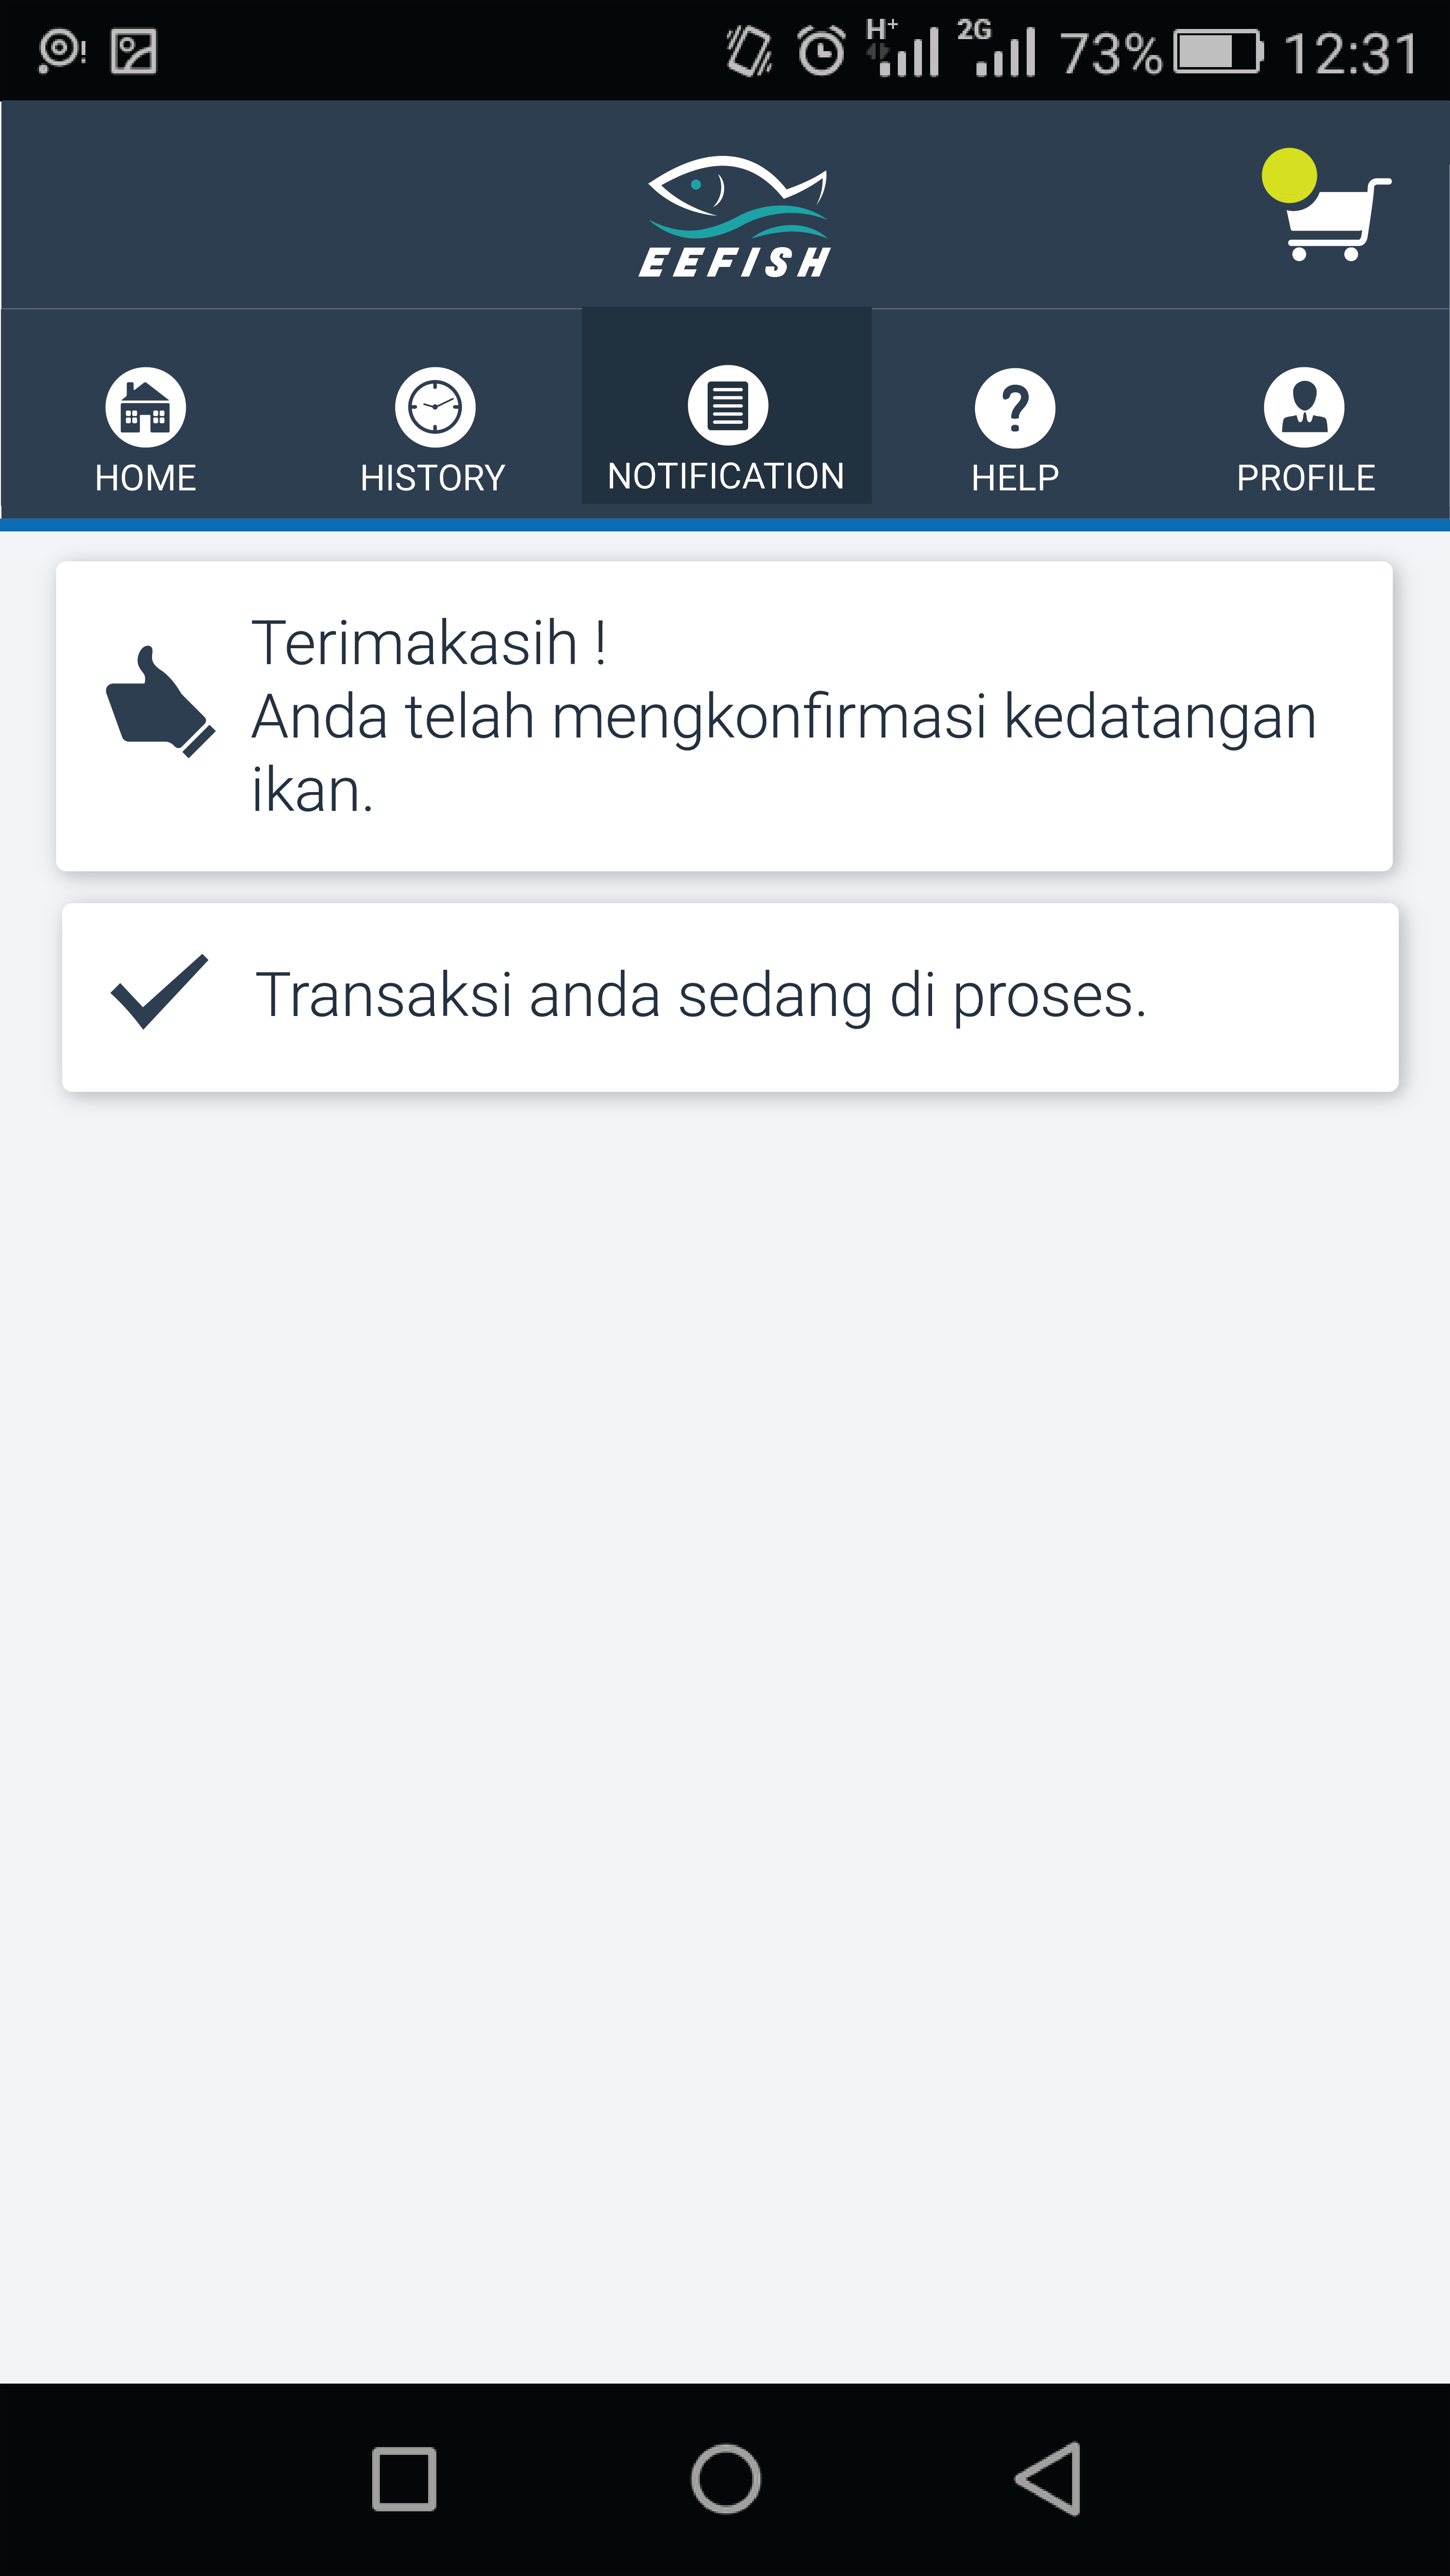 H+ 2G 73% 12:31
EEFISH
HOME HISTORY NOTIFICATION HELP PROFILE
Terimakasih !
Anda telah mengkonfirmasi kedatangan
ikan.
Transaksi anda sedang di proses.